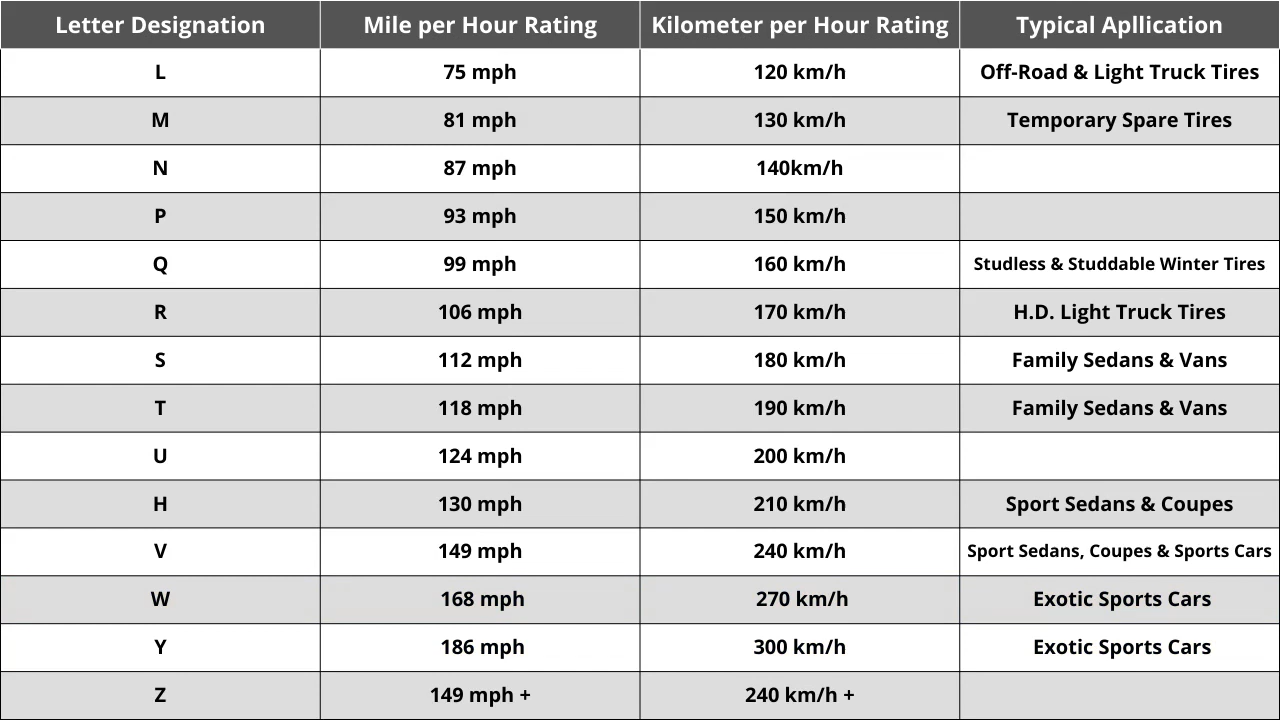 Letter Designation Mile per Hour Rating Kilometer per Hour Rating Typical Apllication
L 75 mph 120 km/h Off-Road & Light Truck Tires
M 81 mph 130 km/h Temporary Spare Tires
N 87 mph 140km/h
P 93 mph 150 km/h
Q 99 mph 160 km/h Studless & Studdable Winter Tires
R 106 mph 170 km/h H.D. Light Truck Tires
S 112 mph 180 km/h Family Sedans & Vans
T 118 mph 190 km/h Family Sedans & Vans
U 124 mph 200 km/h
H 130 mph 210 km/h Sport Sedans & Coupes
V 149 mph 240 km/h Sport Sedans, Coupes & Sports Cars
W 168 mph 270 km/h Exotic Sports Cars
Y 186 mph 300 km/h Exotic Sports Cars
Z 149 mph + 240 km/h +